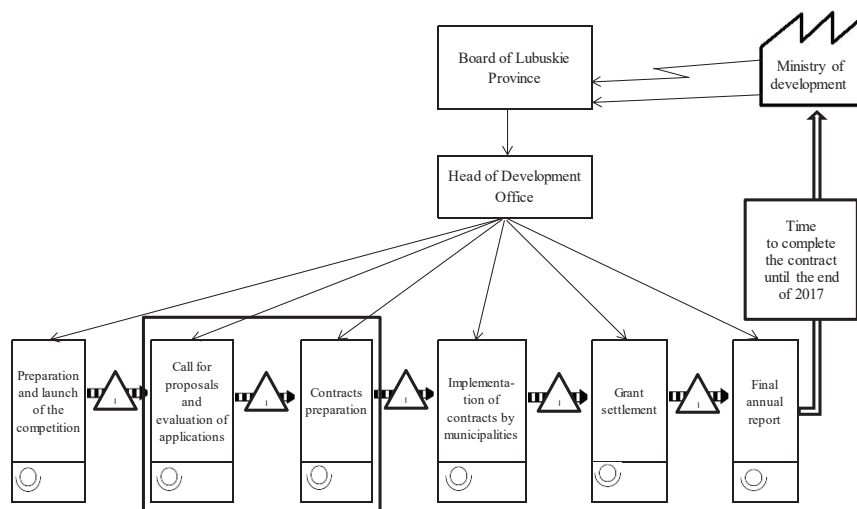 Board of Lubuskie
Province
Ministry of
development
Head of Development
Office
Time
to complete
the contract
until the end
of 2017
Preparation
and launch
of the
competition
I
Call for
proposals and
evaluation of
applications
I
Contracts
preparation
I
Implementa-
tion of
contracts by
municipalities
I
Grant
settlement
I
Final
annual
report